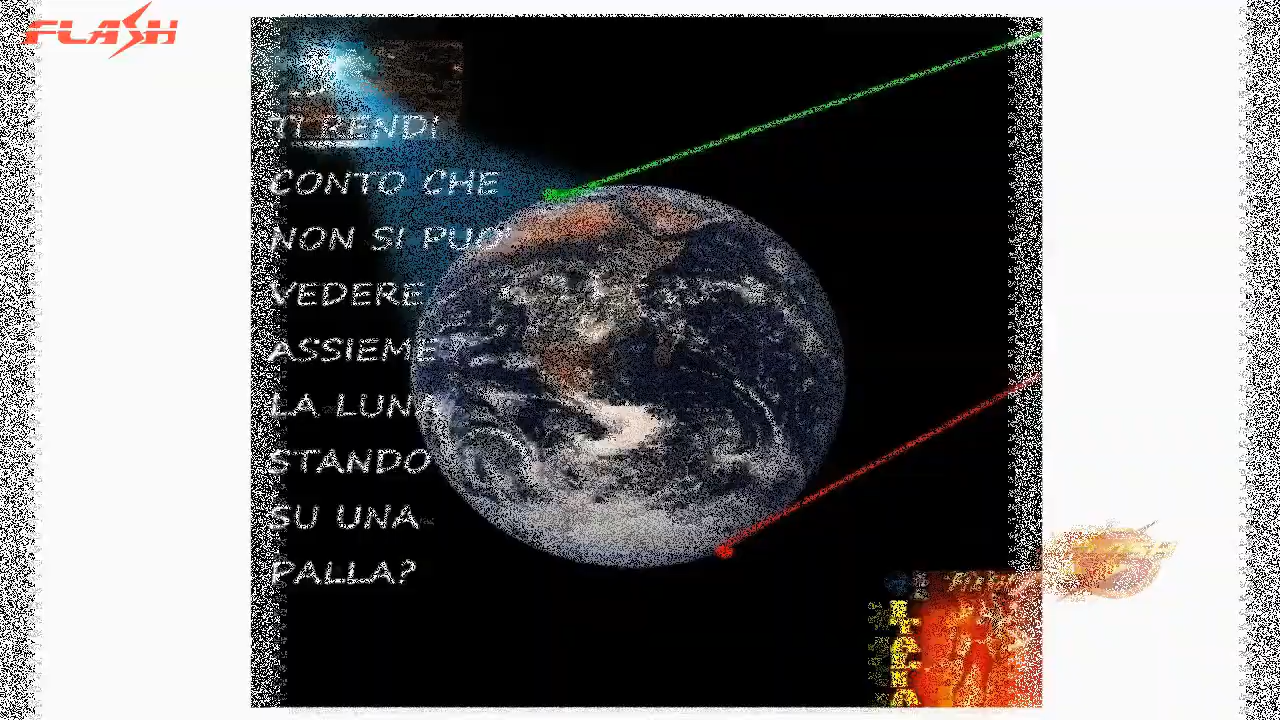 FLASH
TI RENDI
CONTO CHE
NON SI PUO'
VEDERE
ASSIEME
LA LUNA
STANDO
SU UNA
PALLA?